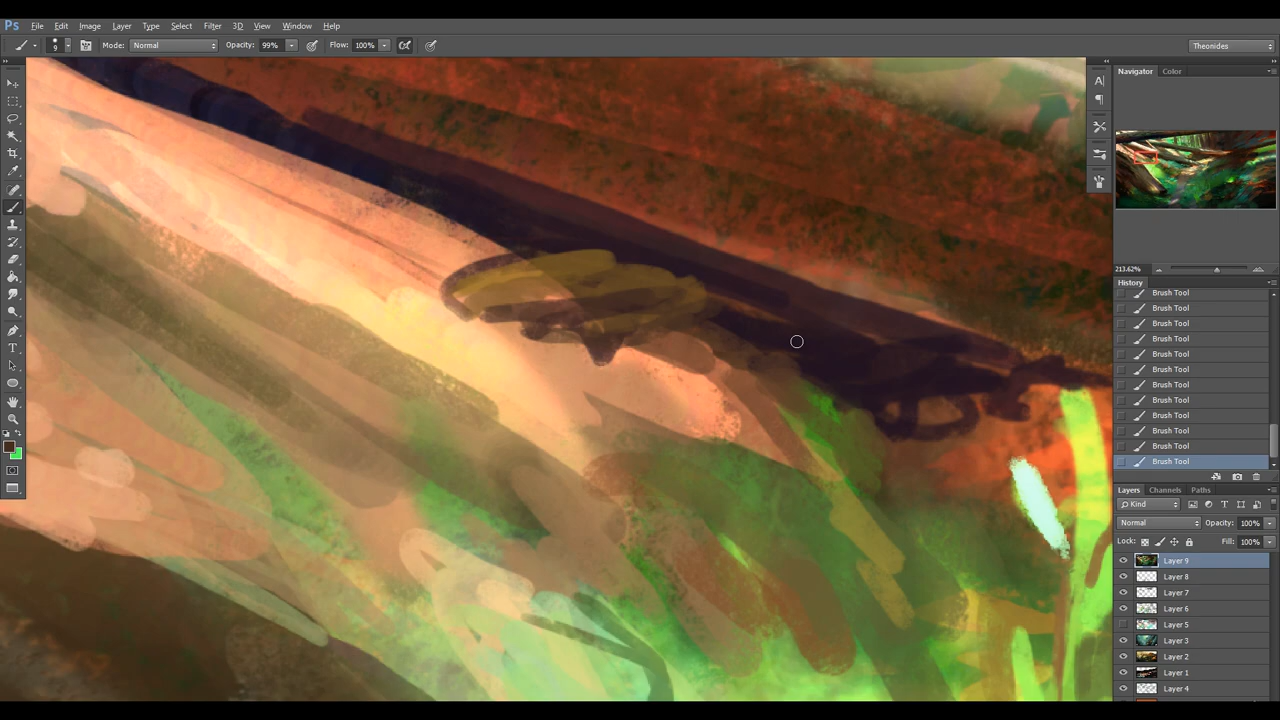 Ps File Edit Image Layer Type Select Filter 3D View Window Help
9 Mode: Normal Opacity: 99% Flow: 100% Theonides
Navigator Color
213.62%
History
Brush Tool
Brush Tool
Brush Tool
Brush Tool
Brush Tool
Brush Tool
Brush Tool
Brush Tool
Brush Tool
Brush Tool
Brush Tool
Brush Tool
Layers Channels Paths
Kind
Normal Opacity: 100%
Lock: Fill: 100%
Layer 9
Layer 8
Layer 7
Layer 6
Layer 5
Layer 3
Layer 2
Layer 1
Layer 4